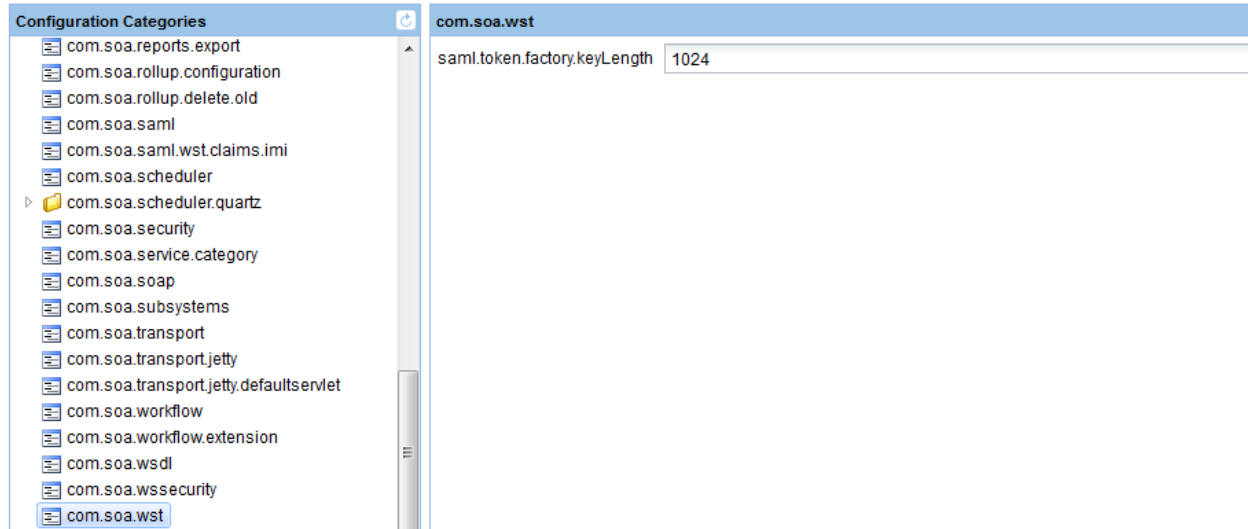 Configuration Categories
com.soa.reports.export
com.soa.rollup.configuration
com.soa.rollup.delete.old
com.soa.saml
com.soa.saml.wst.claims.imi
com.soa.scheduler
com.soa.scheduler.quartz
com.soa.security
com.soa.service.category
com.soa.soap
com.soa.subsystems
com.soa.transport
com.soa.transport.jetty
com.soa.transport.jetty.defaultservlet
com.soa.workflow
com.soa.workflow.extension
com.soa.wsdl
com.soa.wssecurity
com.soa.wst
com.soa.wst
saml.token.factory.keyLength 1024